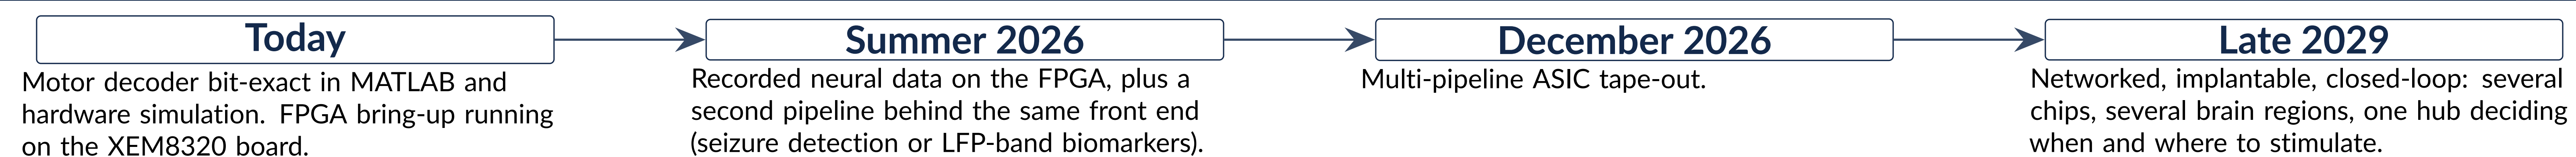 Today
Motor decoder bit-exact in MATLAB and
hardware simulation. FPGA bring-up running
on the XEM8320 board.
Summer 2026
Recorded neural data on the FPGA, plus a
second pipeline behind the same front end
(seizure detection or LFP-band biomarkers).
December 2026
Multi-pipeline ASIC tape-out.
Late 2029
Networked, implantable, closed-loop: several
chips, several brain regions, one hub deciding
when and where to stimulate.